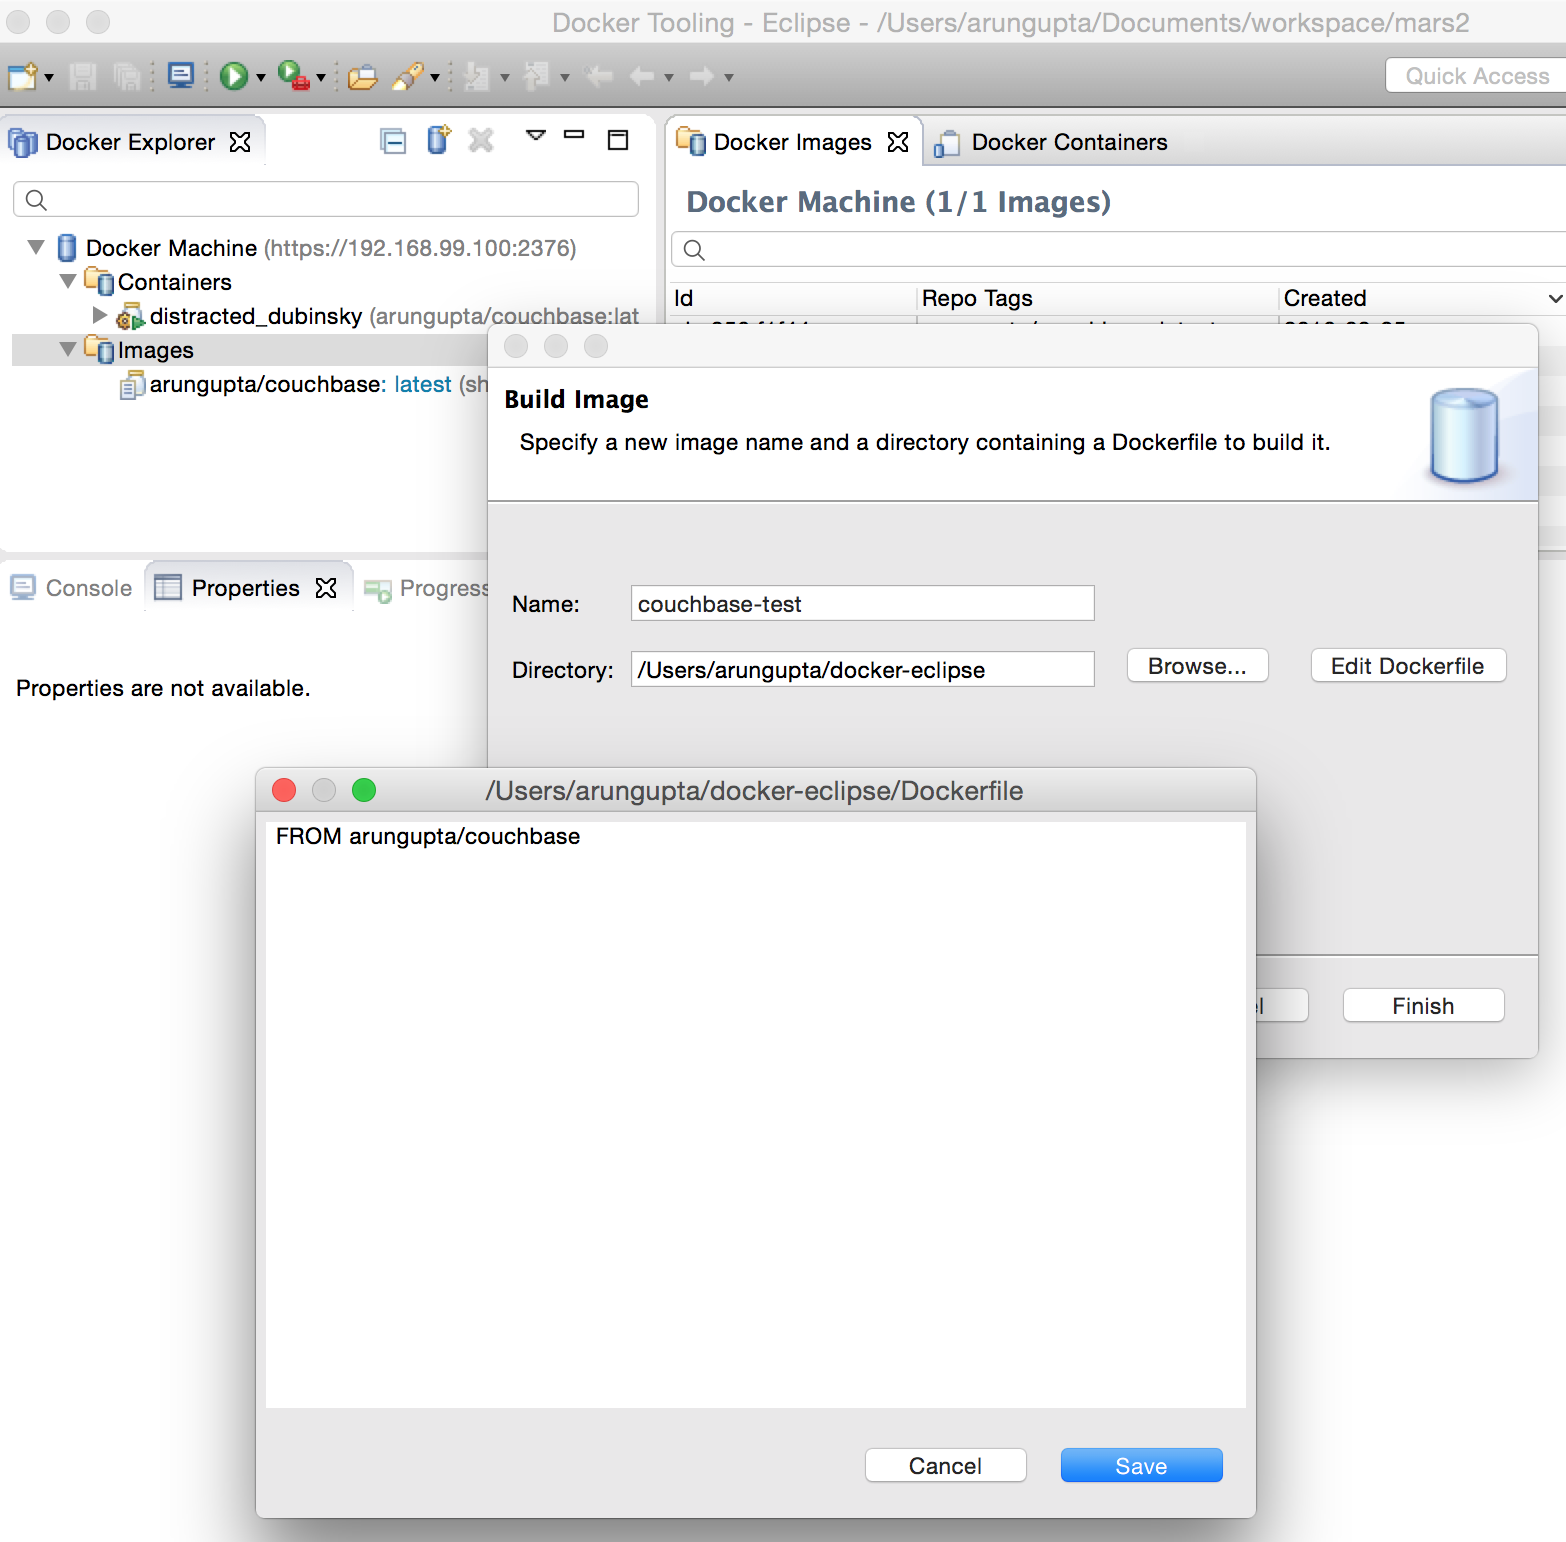 Docker Tooling - Eclipse - /Users/arungupta/Documents/workspace/mars2
Quick Access
Docker Explorer
Docker Images
Docker Containers
Docker Machine (1/1 Images)
Docker Machine (https://192.168.99.100:2376)
Containers
distracted_dubinsky (arungupta/couchbase:lat
Images
arungupta/couchbase: latest (sh
Id
Repo Tags
Created
Build Image
Specify a new image name and a directory containing a Dockerfile to build it.
Console
Properties
Progress
Properties are not available.
Name:
couchbase-test
Directory:
/Users/arungupta/docker-eclipse
Browse...
Edit Dockerfile
/Users/arungupta/docker-eclipse/Dockerfile
FROM arungupta/couchbase
Finish
Cancel
Save